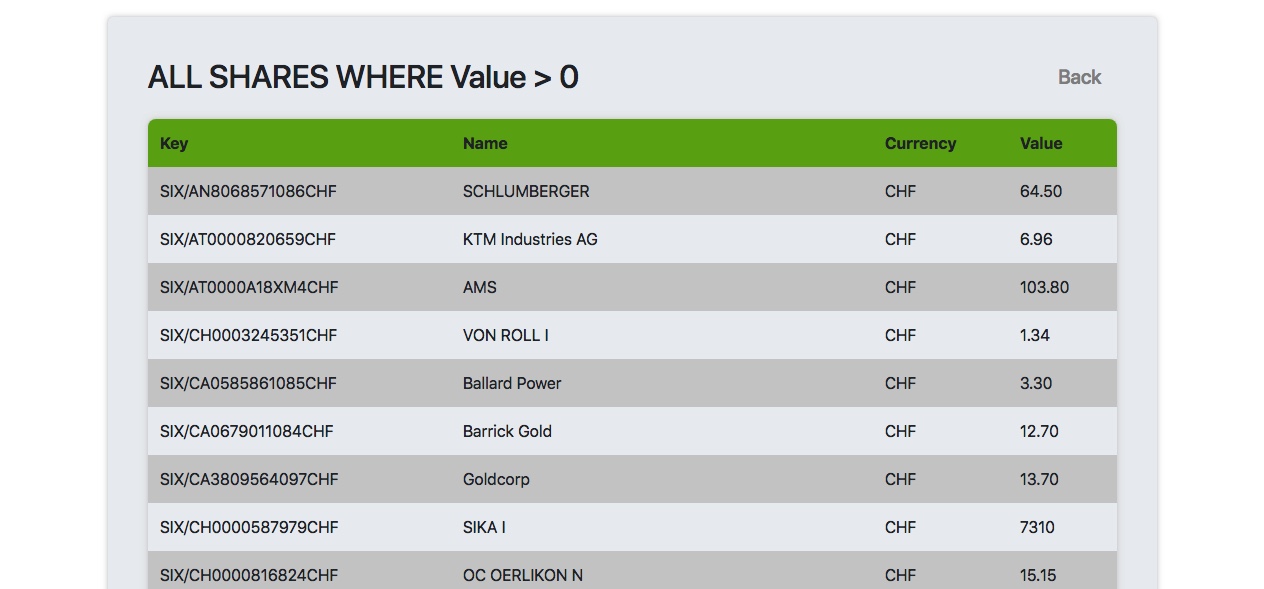 ALL SHARES WHERE Value > 0
Back
Key Name Currency Value
SIX/AN8068571086CHF SCHLUMBERGER CHF 64.50
SIX/AT0000820659CHF KTM Industries AG CHF 6.96
SIX/AT0000A18XM4CHF AMS CHF 103.80
SIX/CH0003245351CHF VON ROLL I CHF 1.34
SIX/CA0585861085CHF Ballard Power CHF 3.30
SIX/CA0679011084CHF Barrick Gold CHF 12.70
SIX/CA3809564097CHF Goldcorp CHF 13.70
SIX/CH0000587979CHF SIKA I CHF 7310
SIX/CH0000816824CHF OC OERLIKON N CHF 15.15